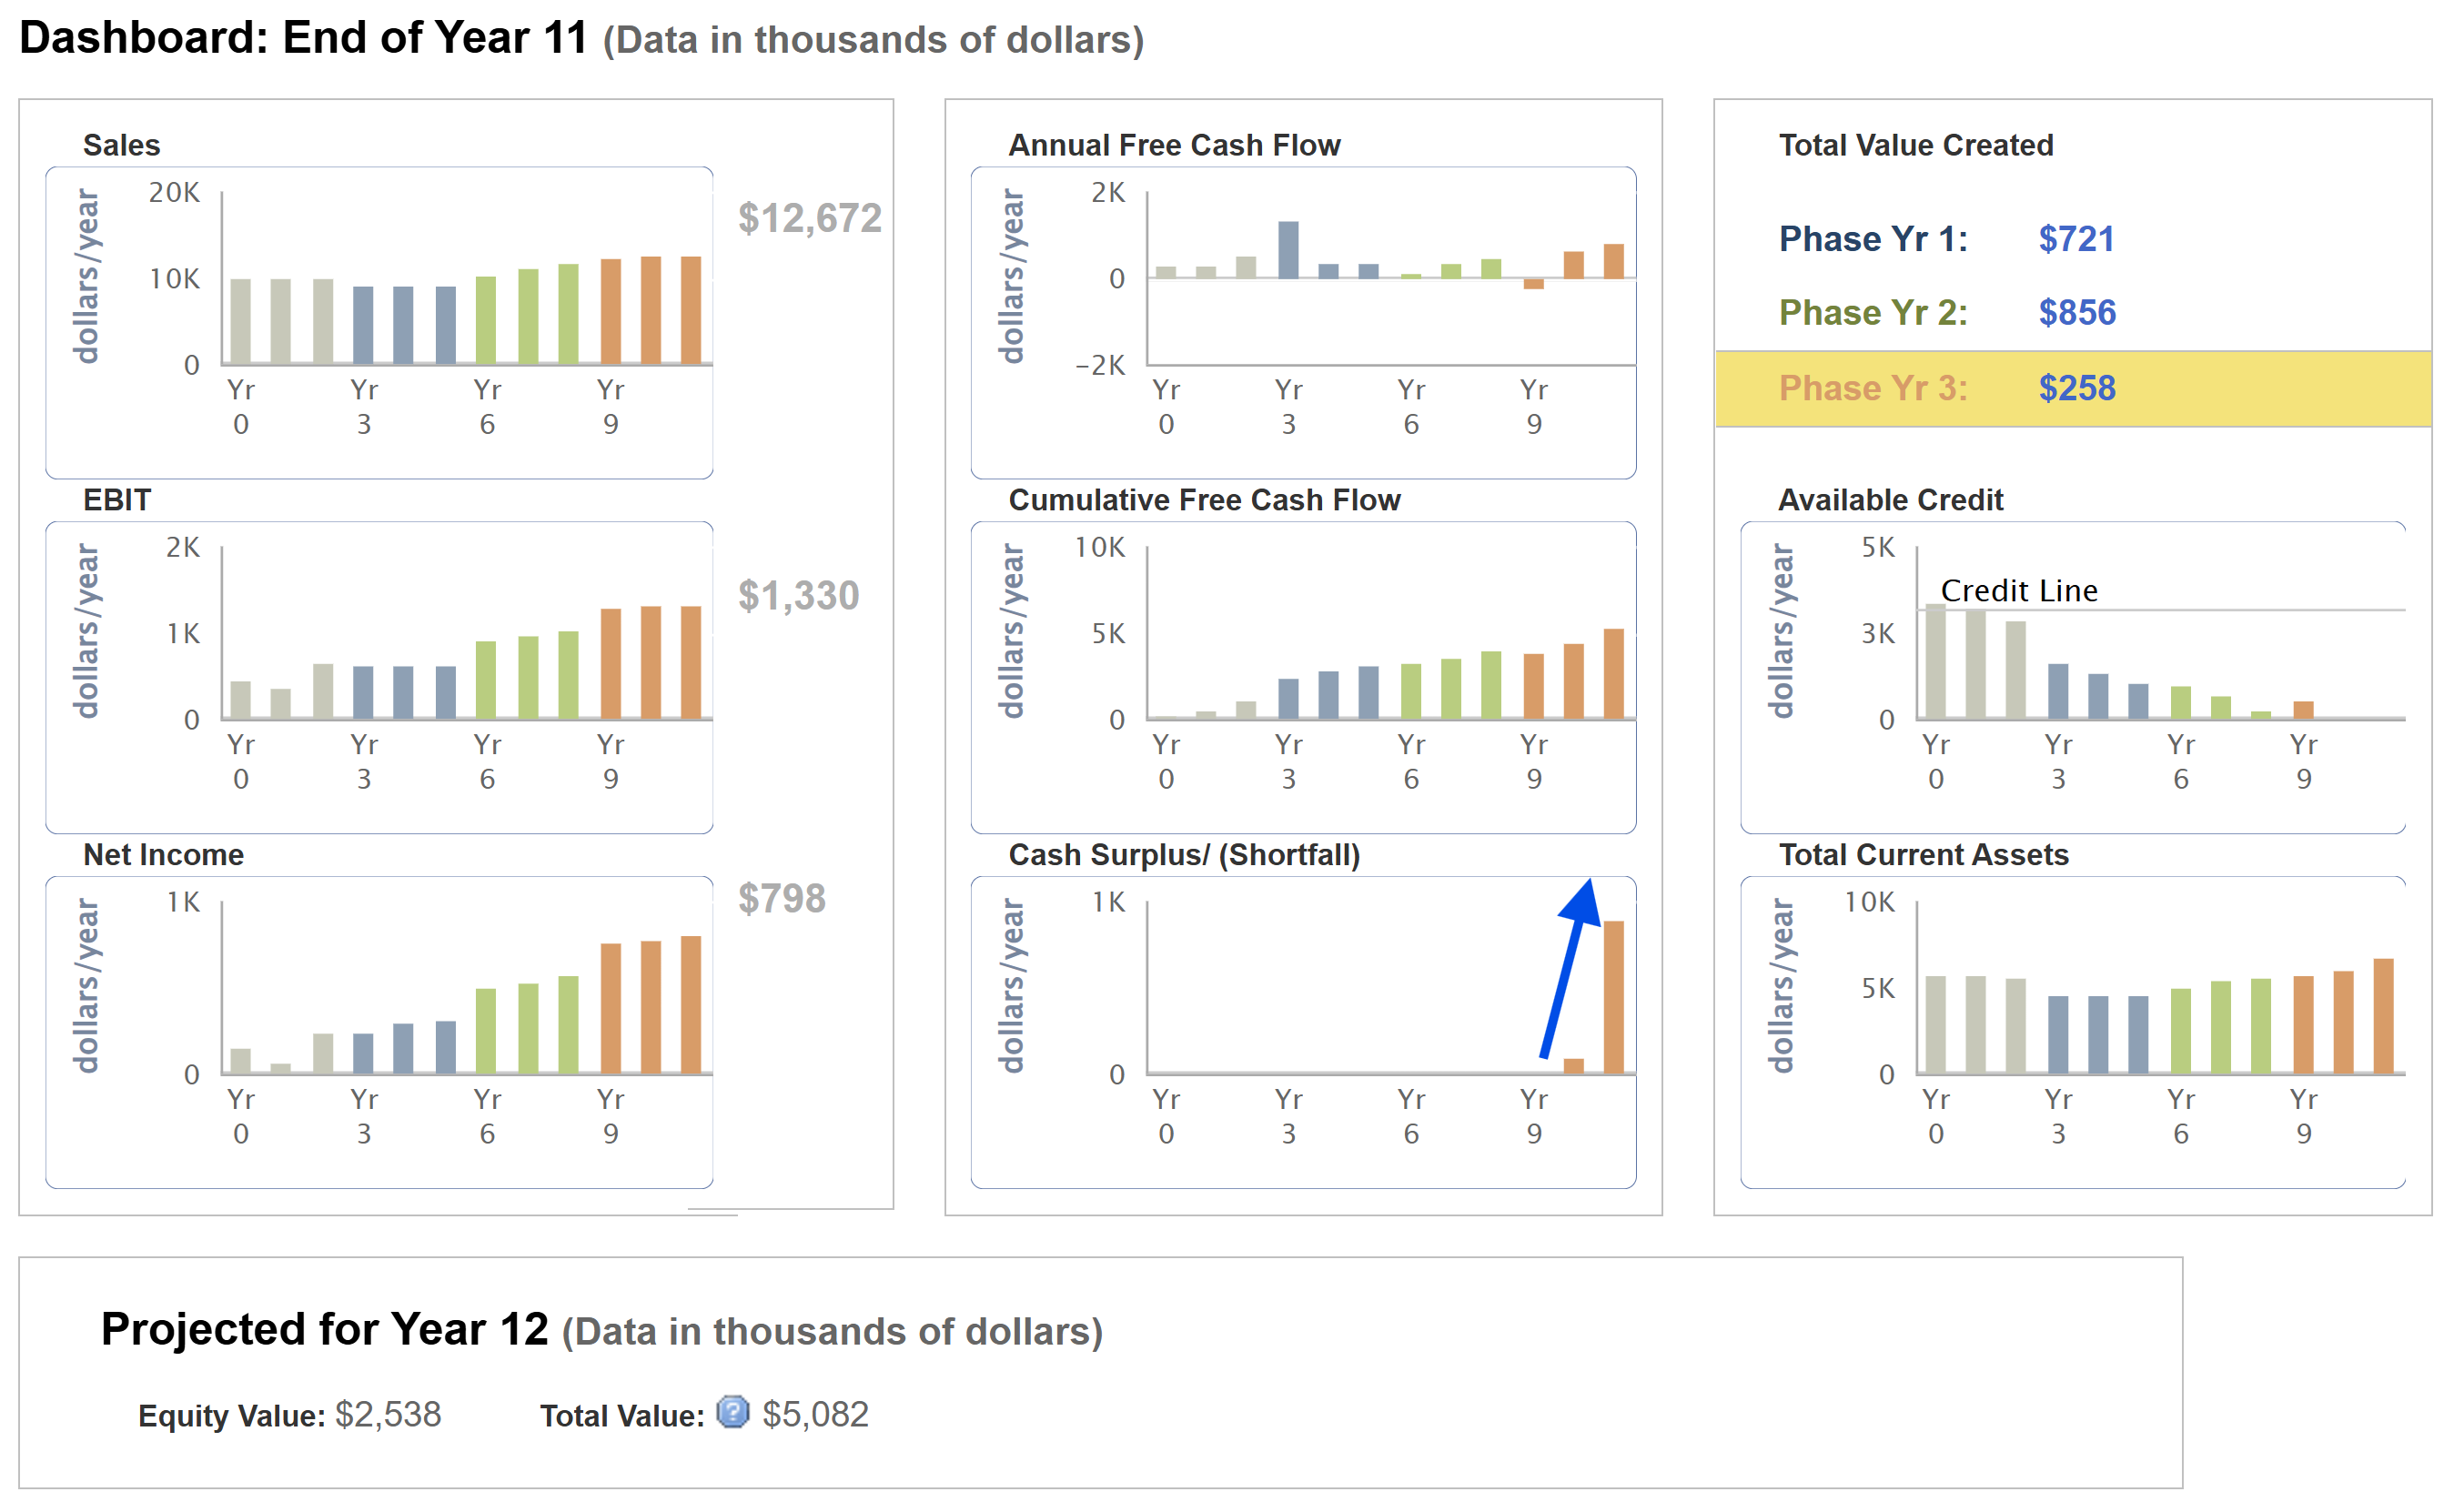 Dashboard: End of Year 11 (Data in thousands of dollars)
Sales
dollars/year
20K
10K
0
Yr 0
Yr 3
Yr 6
Yr 9
$12,672
EBIT
dollars/year
2K
1K
0
Yr 0
Yr 3
Yr 6
Yr 9
$1,330
Net Income
dollars/year
1K
0
Yr 0
Yr 3
Yr 6
Yr 9
$798
Annual Free Cash Flow
dollars/year
2K
0
−2K
Yr 0
Yr 3
Yr 6
Yr 9
Cumulative Free Cash Flow
dollars/year
10K
5K
0
Yr 0
Yr 3
Yr 6
Yr 9
Cash Surplus/ (Shortfall)
dollars/year
1K
0
Yr 0
Yr 3
Yr 6
Yr 9
Total Value Created
Phase Yr 1: $721
Phase Yr 2: $856
Phase Yr 3: $258
Available Credit
dollars/year
5K
3K
0
Credit Line
Yr 0
Yr 3
Yr 6
Yr 9
Total Current Assets
dollars/year
10K
5K
0
Yr 0
Yr 3
Yr 6
Yr 9
Projected for Year 12 (Data in thousands of dollars)
Equity Value: $2,538 Total Value: ? $5,082